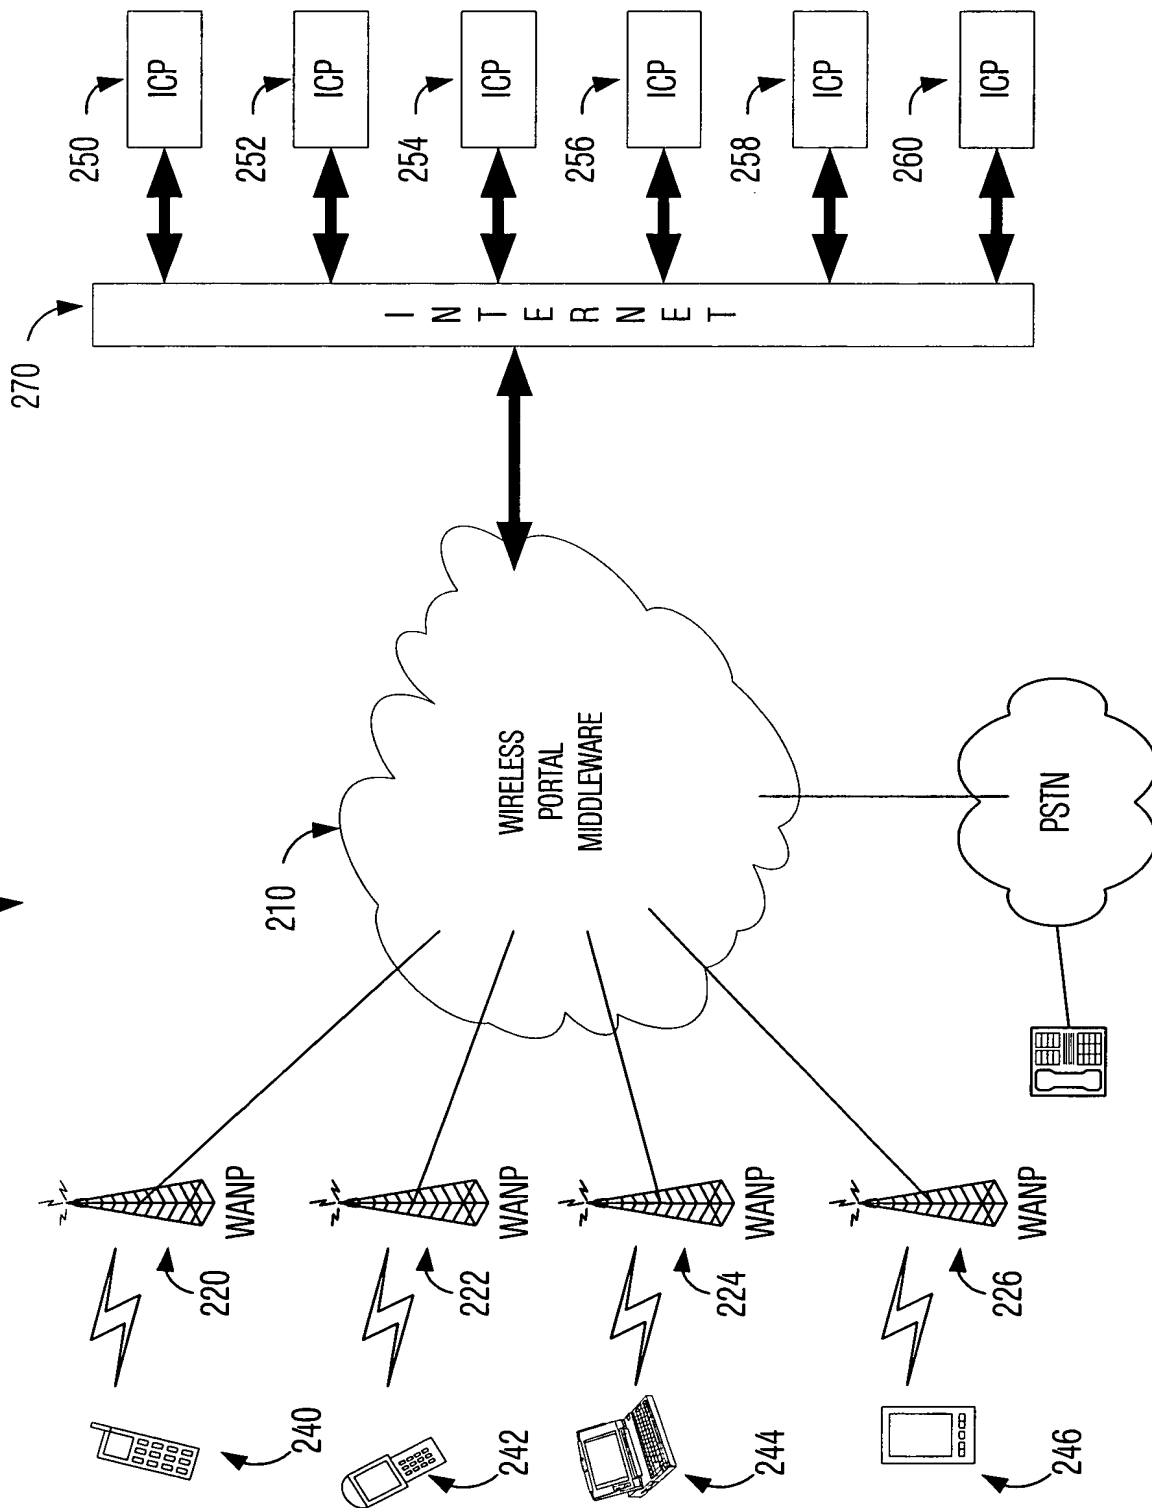 270
250
ICP
252
ICP
254
ICP
256
ICP
258
ICP
260
ICP
INTERNET
210
WIRELESS
PORTAL
MIDDLEWARE
PSTN
WANP
220
WANP
222
WANP
224
WANP
226
240
242
244
246